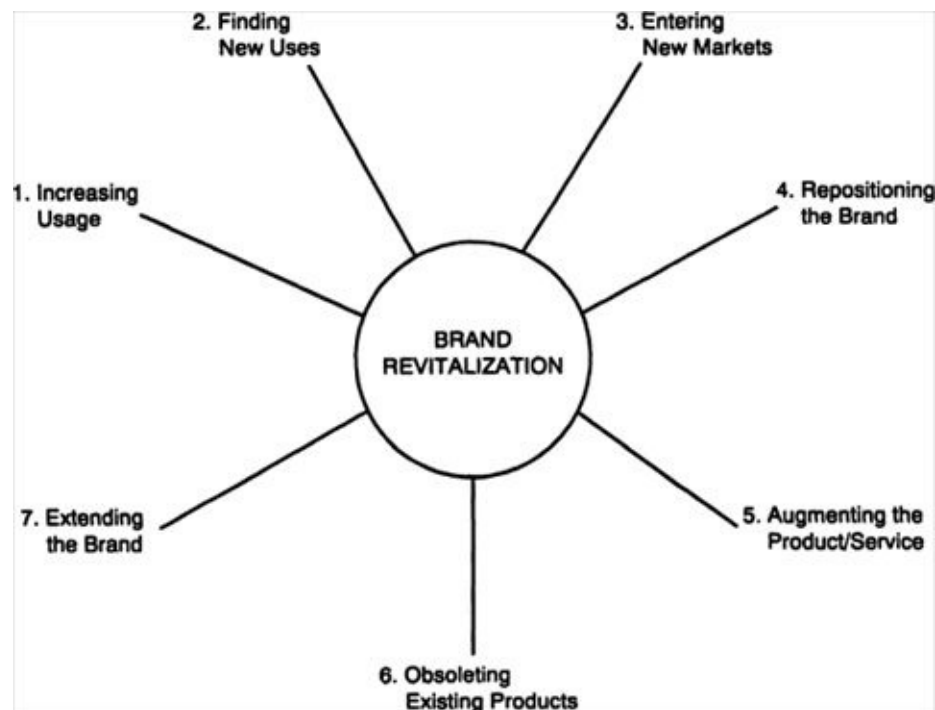 2. Finding
New Uses
3. Entering
New Markets
1. Increasing
Usage
4. Repositioning
the Brand
BRAND
REVITALIZATION
7. Extending
the Brand
5. Augmenting the
Product/Service
6. Obsoleting
Existing Products